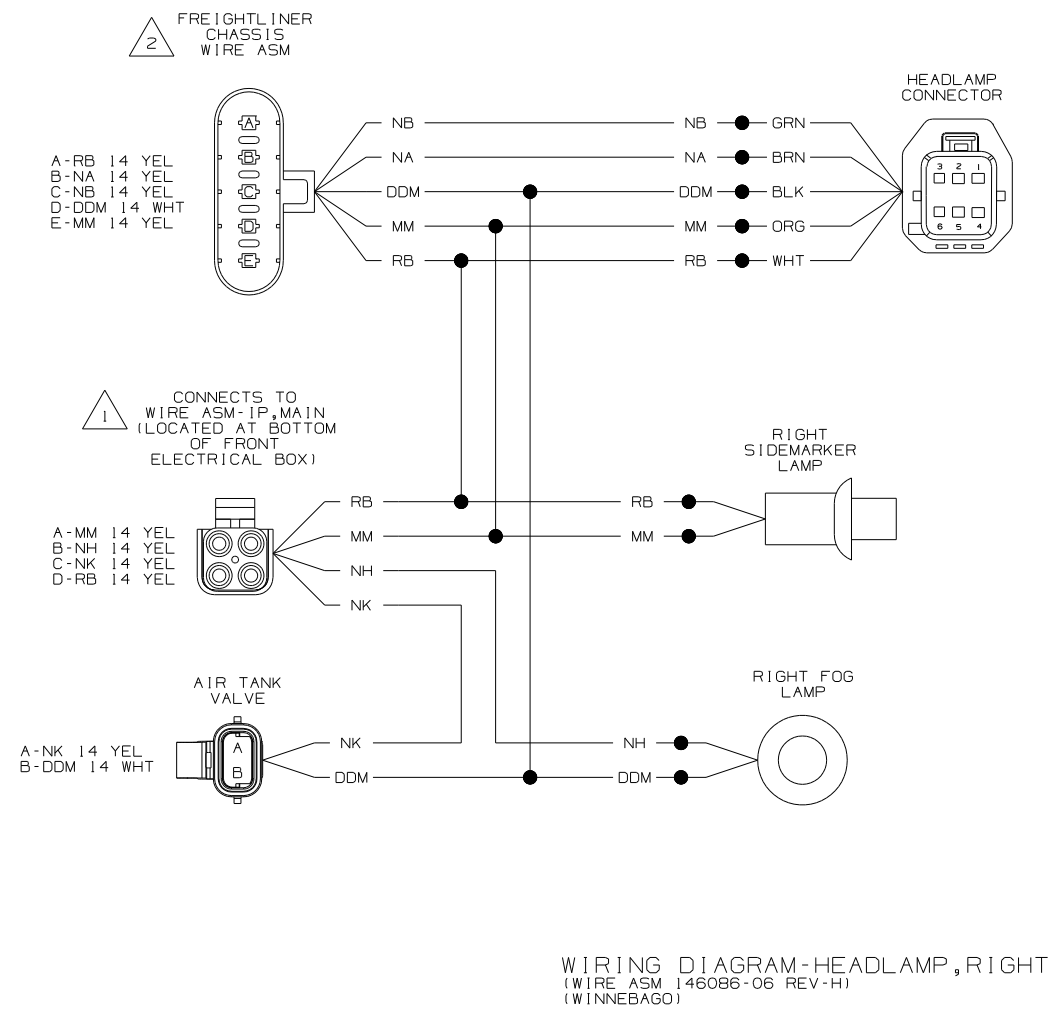 FREIGHTLINER
CHASSIS
WIRE ASM
2
HEADLAMP
CONNECTOR
A-RB 14 YEL
B-NA 14 YEL
C-NB 14 YEL
D-DDM 14 WHT
E-MM 14 YEL
A
B
C
D
E
NB NB GRN
NA NA BRN
DDM DDM BLK
MM MM ORG
RB RB WHT
3 2 1
6 5 4
1
CONNECTS TO
WIRE ASM-IP,MAIN
(LOCATED AT BOTTOM
OF FRONT
ELECTRICAL BOX)
RIGHT
SIDEMARKER
LAMP
A-MM 14 YEL
B-NH 14 YEL
C-NK 14 YEL
D-RB 14 YEL
RB RB
MM MM
NH
NK
AIR TANK
VALVE
RIGHT FOG
LAMP
A-NK 14 YEL
B-DDM 14 WHT
A
B
NK NH
DDM DDM
WIRING DIAGRAM-HEADLAMP,RIGHT
(WIRE ASM 146086-06 REV-H)
(WINNEBAGO)